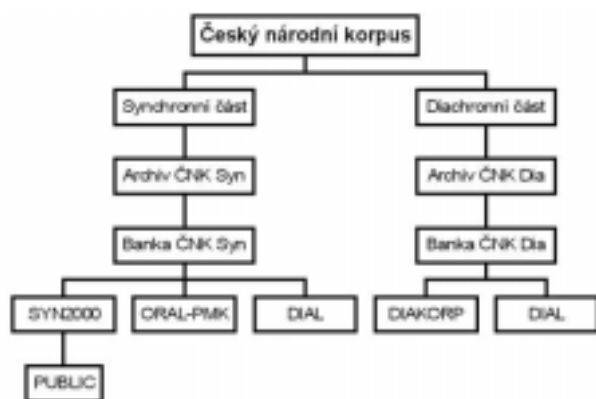 Český národní korpus
Synchronní část
Diachronní část
Archiv ČNK Syn
Archiv ČNK Dia
Banka ČNK Syn
Banka ČNK Dia
SYN2000
ORAL-PMK
DIAL
DIAKORP
DIAL
PUBLIC